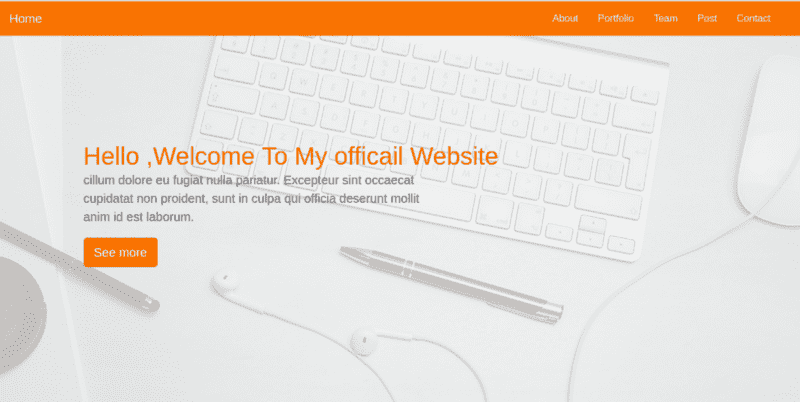 Home
About Portfolio Team Post Contact
Hello ,Welcome To My officail Website
cillum dolore eu fugiat nulla pariatur. Excepteur sint occaecat
cupidatat non proident, sunt in culpa qui officia deserunt mollit
anim id est laborum.
See more